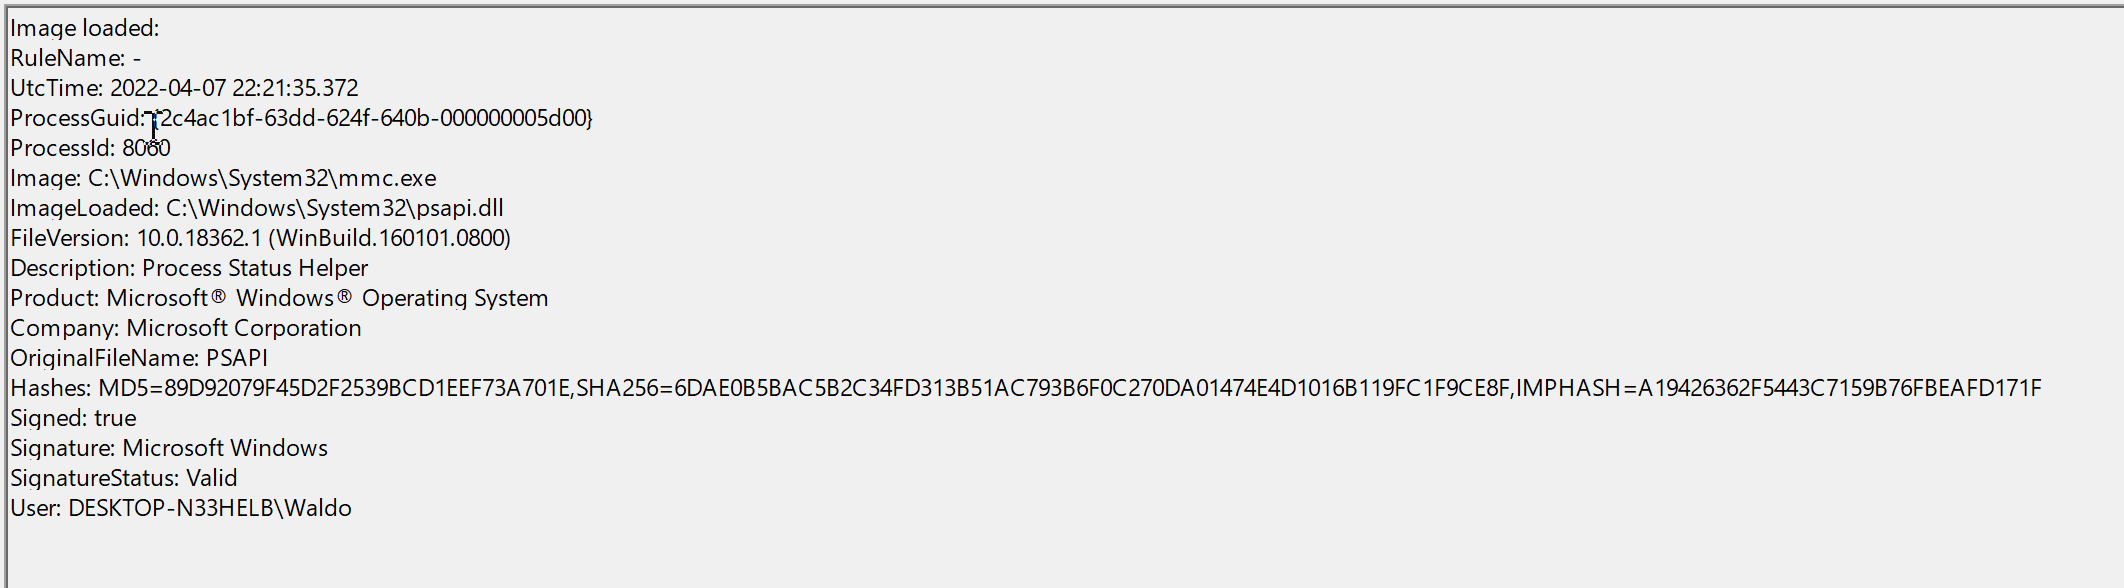 Image loaded:
RuleName: -
UtcTime: 2022-04-07 22:21:35.372
ProcessGuid: {2c4ac1bf-63dd-624f-640b-000000005d00}
ProcessId: 8060
Image: C:\Windows\System32\mmc.exe
ImageLoaded: C:\Windows\System32\psapi.dll
FileVersion: 10.0.18362.1 (WinBuild.160101.0800)
Description: Process Status Helper
Product: Microsoft® Windows® Operating System
Company: Microsoft Corporation
OriginalFileName: PSAPI
Hashes: MD5=89D92079F45D2F2539BCD1EEF73A701E,SHA256=6DAE0B5BAC5B2C34FD313B51AC793B6F0C270DA01474E4D1016B119FC1F9CE8F,IMPHASH=A19426362F5443C7159B76FBEAFD171F
Signed: true
Signature: Microsoft Windows
SignatureStatus: Valid
User: DESKTOP-N33HELB\Waldo